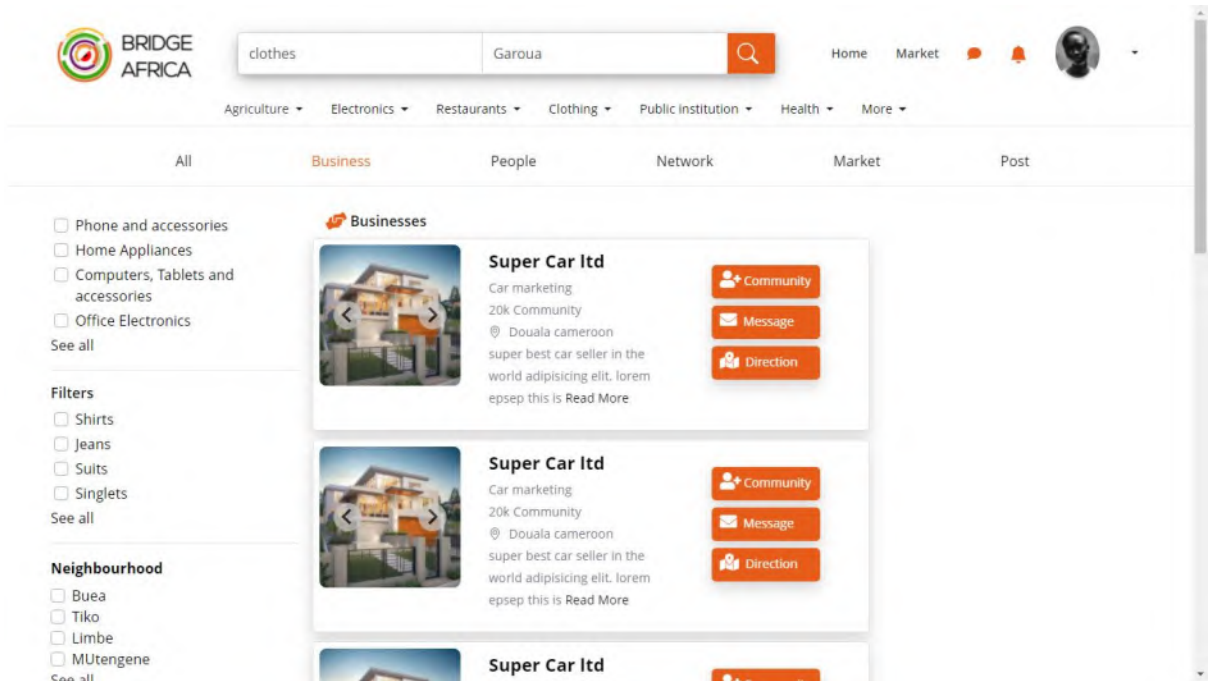 BRIDGE
AFRICA
clothes
Garoua
Home
Market
Agriculture
Electronics
Restaurants
Clothing
Public institution
Health
More
All
Business
People
Network
Market
Post
Phone and accessories
Home Appliances
Computers, Tablets and
accessories
Office Electronics
See all
Filters
Shirts
Jeans
Suits
Singlets
See all
Neighbourhood
Buea
Tiko
Limbe
MUtengene
See all
Businesses
Super Car ltd
Car marketing
20k Community
Douala cameroon
super best car seller in the
world adipisicing elit. lorem
epsep this is Read More
Community
Message
Direction
Super Car ltd
Car marketing
20k Community
Douala cameroon
super best car seller in the
world adipisicing elit. lorem
epsep this is Read More
Community
Message
Direction
Super Car ltd